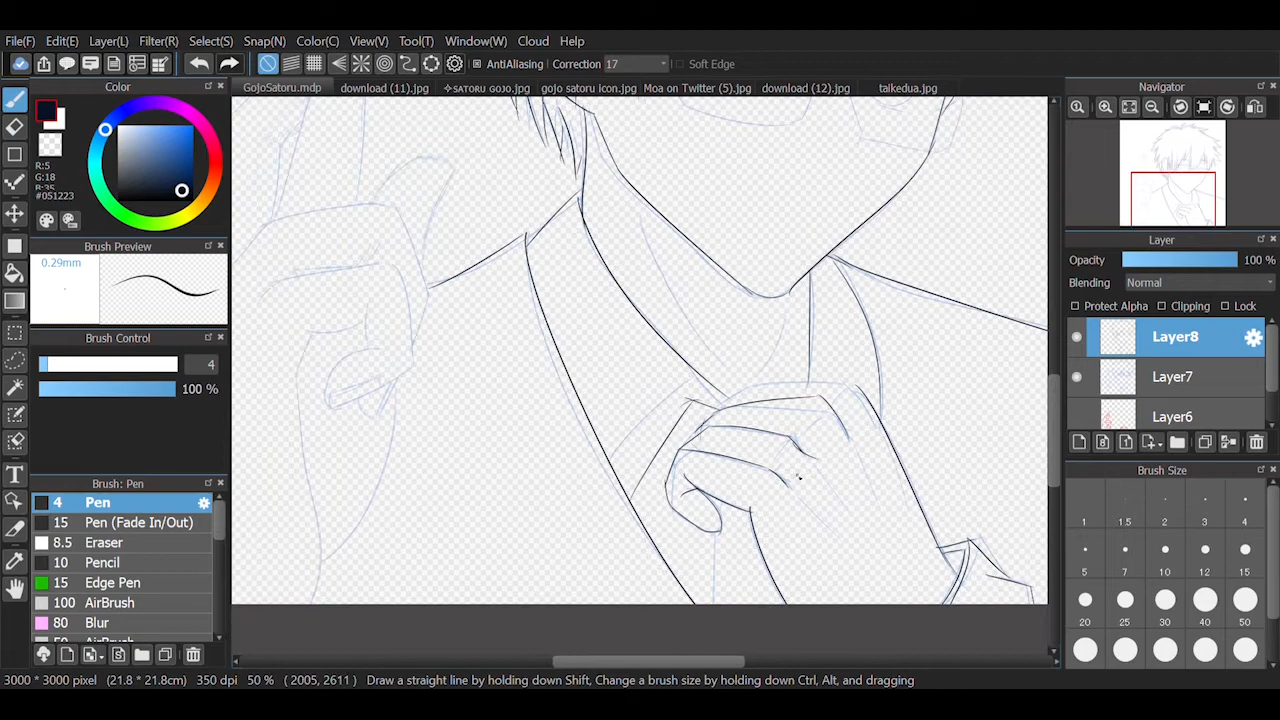 File(F) Edit(E) Layer(L) Filter(R) Select(S) Snap(N) Color(C) View(V) Tool(T) Window(W) Cloud Help
AntiAliasing Correction 17 Soft Edge
Color
GojoSatoru.mdp download (11).jpg ✧SATORU GOJO.jpg gojo satoru icon.jpg Moa on Twitter (5).jpg download (12).jpg taikedua.jpg
Navigator
R:5
G:18
B:35
#051223
Brush Preview
0.29mm
Layer
Opacity 100 %
Blending Normal
Protect Alpha Clipping Lock
Layer8
Layer7
Layer6
Brush Control
4
100 %
Brush: Pen
4 Pen
15 Pen (Fade In/Out)
8.5 Eraser
10 Pencil
15 Edge Pen
100 AirBrush
80 Blur
50 AirBrush
T
Brush Size
1 1.5 2 3 4
5 7 10 12 15
20 25 30 40 50
3000 * 3000 pixel (21.8 * 21.8cm) 350 dpi 50 % ( 2005, 2611 ) Draw a straight line by holding down Shift, Change a brush size by holding down Ctrl, Alt, and dragging